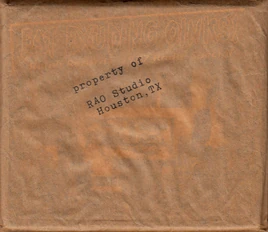 property of
RAO Studio
Houston, TX